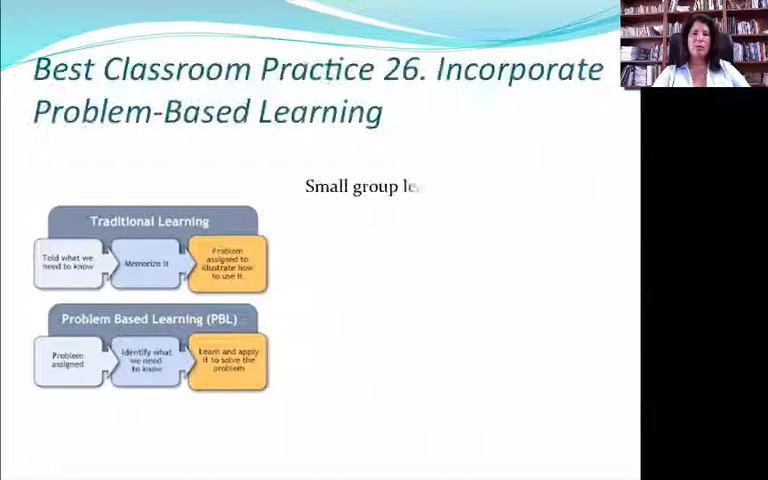 Best Classroom Practice 26. Incorporate
Problem-Based Learning
Small group
Traditional Learning
Told what we
need to know
Memorize it
Problem
assigned to
illustrate how
to use it
Problem Based Learning (PBL)
Problem
assigned
Identify what
we need
to know
Learn and apply
it to solve the
problem